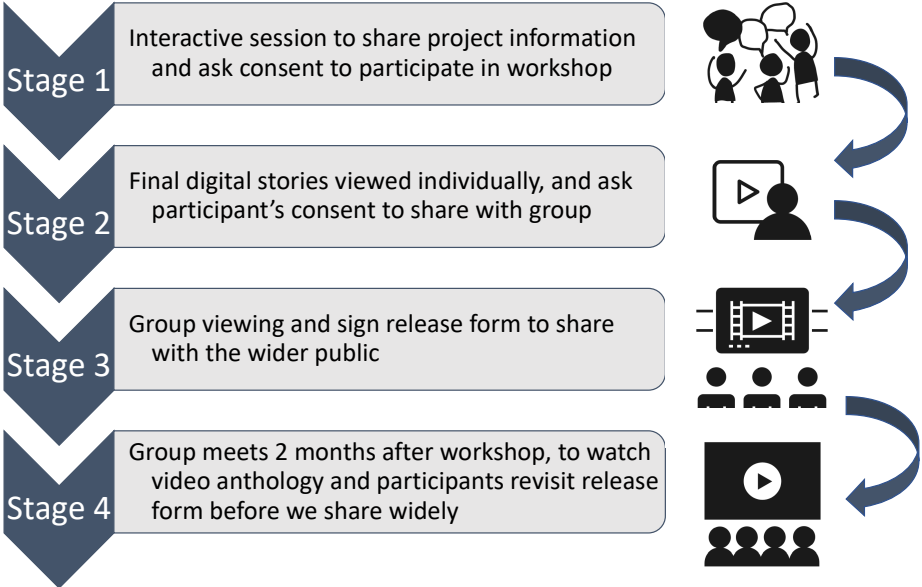 Stage 1
Interactive session to share project information
and ask consent to participate in workshop
Stage 2
Final digital stories viewed individually, and ask
participant’s consent to share with group
Stage 3
Group viewing and sign release form to share
with the wider public
Stage 4
Group meets 2 months after workshop, to watch
video anthology and participants revisit release
form before we share widely